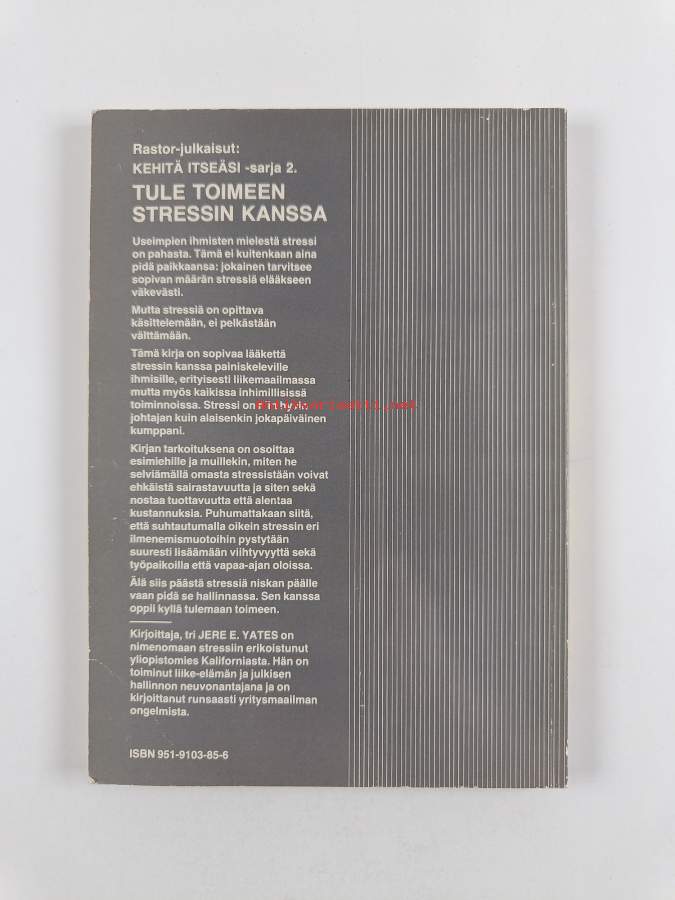 Rastor-julkaisut:
KEHITÄ ITSEÄSI -sarja 2.
TULE TOIMEEN
STRESSIN KANSSA
Useimpien ihmisten mielestä stressi
on pahasta. Tämä ei kuitenkaan aina
pidä paikkaansa: jokainen tarvitsee
sopivan määrän stressiä elääkseen
väkevästi.
Mutta stressiä on opittava
käsittelemään, ei pelkästään
välttämään.
Tämä kirja on sopivaa lääkettä
stressin kanssa painiskeleville
ihmisille, erityisesti liikemaailmassa
mutta myös kaikissa inhimillisissä
toiminnoissa. Stressi on
johtajan kuin alaisenkin jokapäiväinen
kumppani.
Kirjan tarkoituksena on osoittaa
esimiehille ja muillekin, miten he
selviämällä omasta stressistään voivat
ehkäistä sairastavuutta ja siten sekä
nostaa tuottavuutta että alentaa
kustannuksia. Puhumattakaan siitä,
että suhtautumalla oikein stressin eri
ilmenemismuotoihin pystytään
suuresti lisäämään viihtyvyyttä sekä
työpaikoilla että vapaa-ajan oloissa.
Älä siis päästä stressiä niskan päälle
vaan pidä se hallinnassa. Sen kanssa
oppii kyllä tulemaan toimeen.
Kirjoittaja, tri JERE E. YATES on
nimenomaan stressiin erikoistunut
yliopistomies Kaliforniasta. Hän on
toiminut liike-elämän ja julkisen
hallinnon neuvonantajana ja on
kirjoittanut runsaasti yritysmaailman
ongelmista.
ISBN 951-9103-85-6